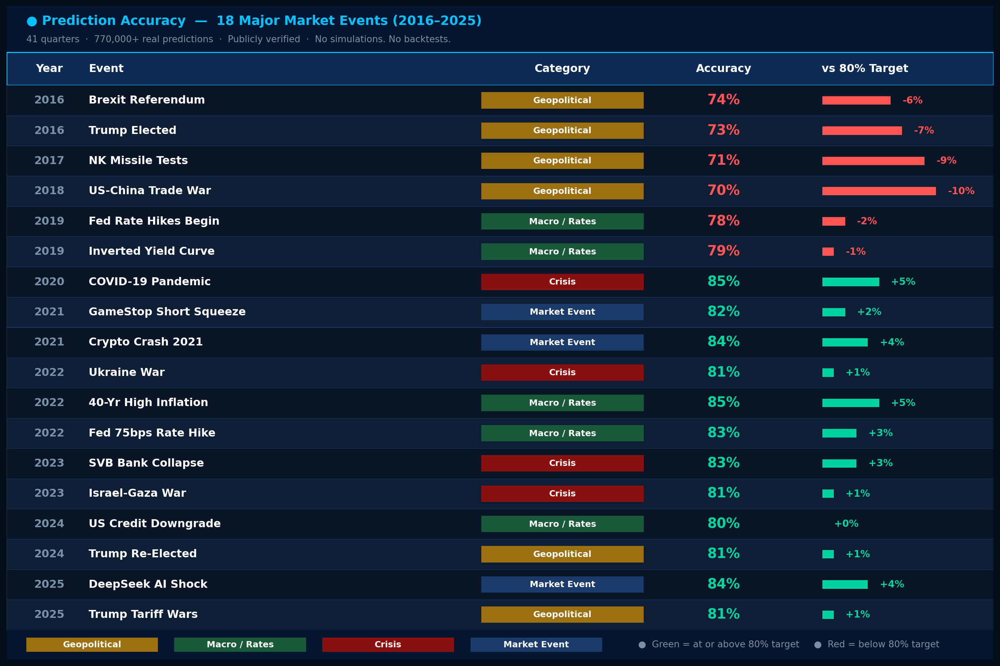 ● Prediction Accuracy — 18 Major Market Events (2016–2025)
41 quarters · 770,000+ real predictions · Publicly verified · No simulations. No backtests.
Year Event Category Accuracy vs 80% Target
2016 Brexit Referendum Geopolitical 74% -6%
2016 Trump Elected Geopolitical 73% -7%
2017 NK Missile Tests Geopolitical 71% -9%
2018 US-China Trade War Geopolitical 70% -10%
2019 Fed Rate Hikes Begin Macro / Rates 78% -2%
2019 Inverted Yield Curve Macro / Rates 79% -1%
2020 COVID-19 Pandemic Crisis 85% +5%
2021 GameStop Short Squeeze Market Event 82% +2%
2021 Crypto Crash 2021 Market Event 84% +4%
2022 Ukraine War Crisis 81% +1%
2022 40-Yr High Inflation Macro / Rates 85% +5%
2022 Fed 75bps Rate Hike Macro / Rates 83% +3%
2023 SVB Bank Collapse Crisis 83% +3%
2023 Israel-Gaza War Crisis 81% +1%
2024 US Credit Downgrade Macro / Rates 80% +0%
2024 Trump Re-Elected Geopolitical 81% +1%
2025 DeepSeek AI Shock Market Event 84% +4%
2025 Trump Tariff Wars Geopolitical 81% +1%
Geopolitical Macro / Rates Crisis Market Event ● Green = at or above 80% target ● Red = below 80% target